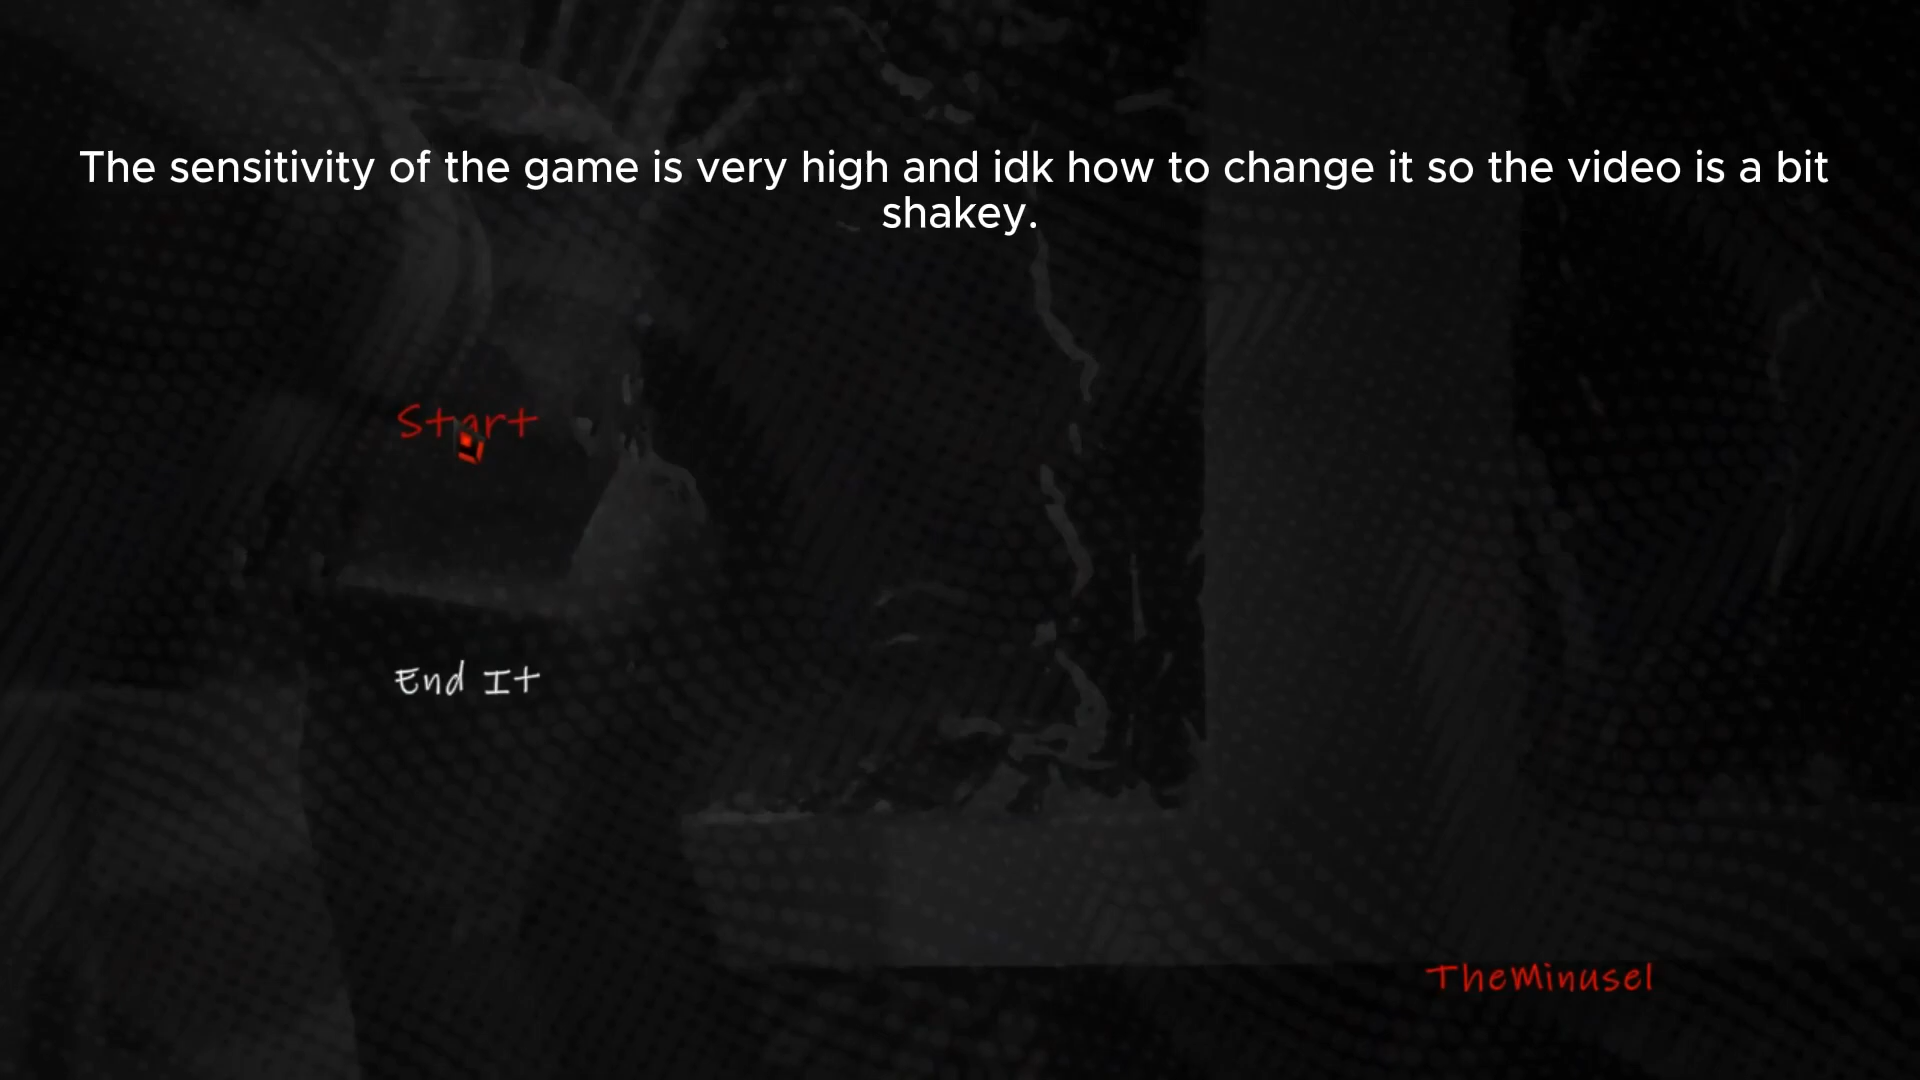 The sensitivity of the game is very high and idk how to change it so the video is a bit
shakey.
Start
End It
TheMinusel